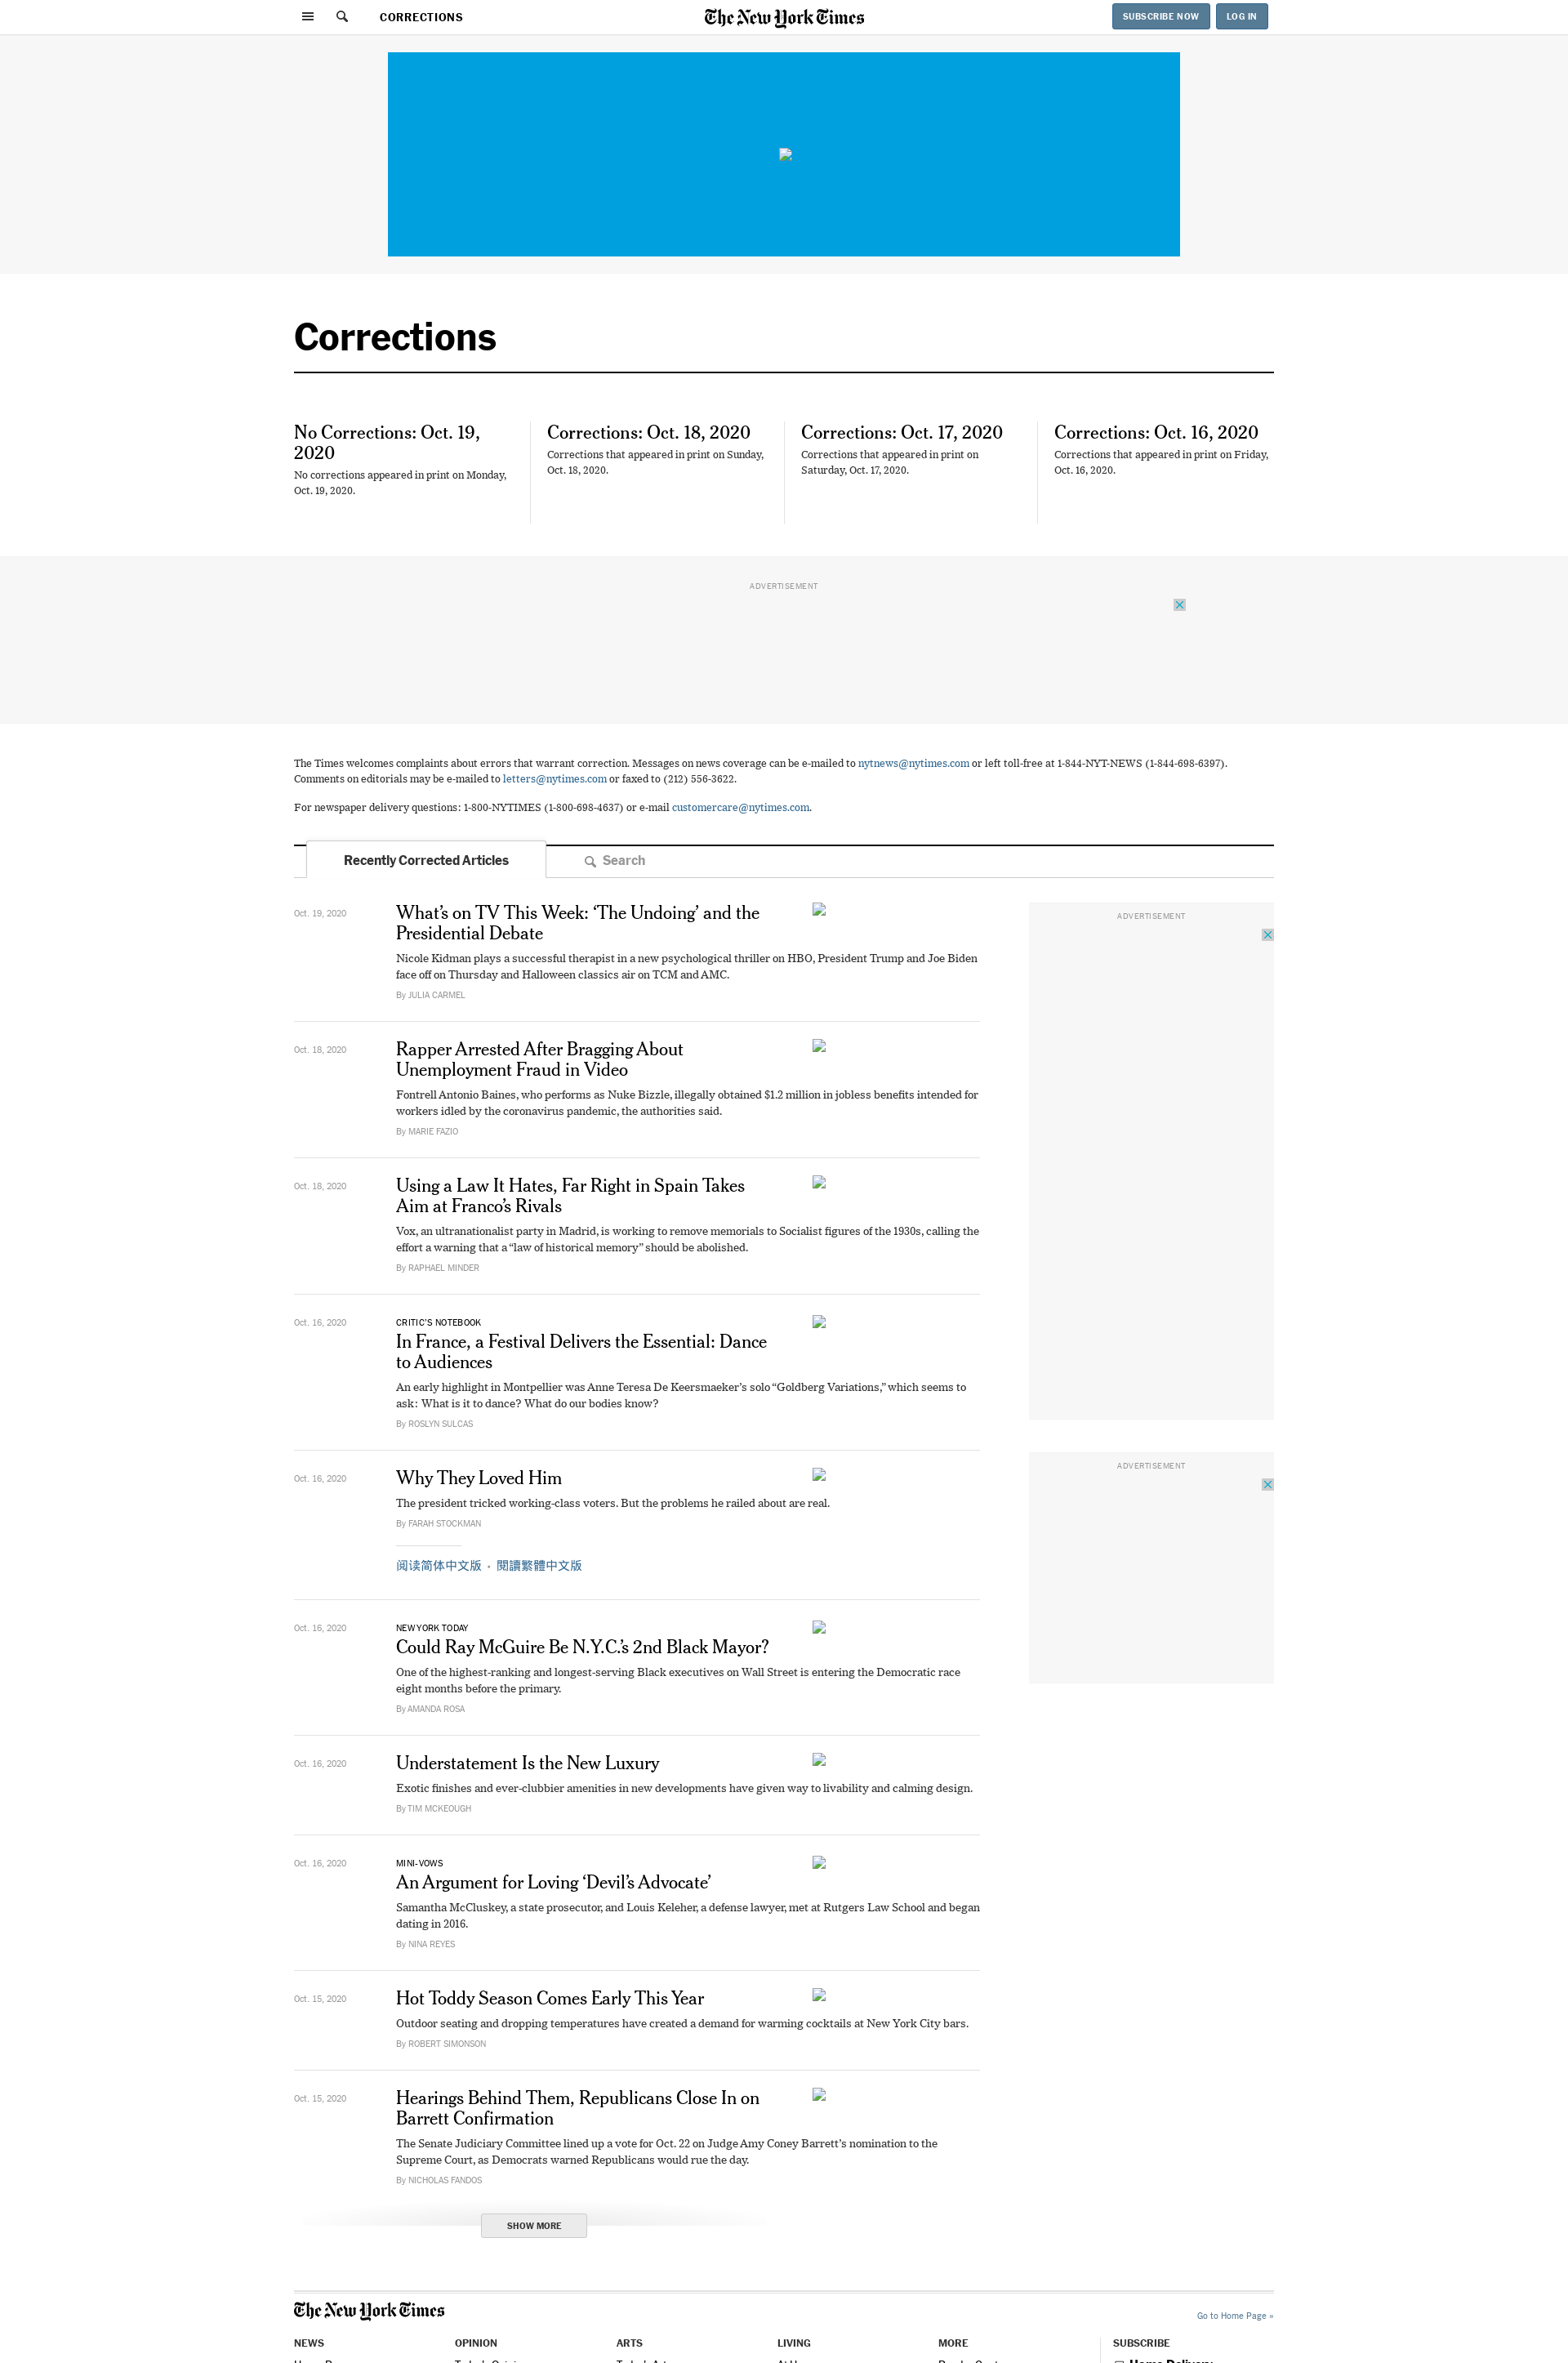 CORRECTIONS
The New York Times
SUBSCRIBE NOW
LOG IN
Corrections
No Corrections: Oct. 19,
2020
No corrections appeared in print on Monday,
Oct. 19, 2020.
Corrections: Oct. 18, 2020
Corrections that appeared in print on Sunday,
Oct. 18, 2020.
Corrections: Oct. 17, 2020
Corrections that appeared in print on
Saturday, Oct. 17, 2020.
Corrections: Oct. 16, 2020
Corrections that appeared in print on Friday,
Oct. 16, 2020.
ADVERTISEMENT
The Times welcomes complaints about errors that warrant correction. Messages on news coverage can be e-mailed to nytnews@nytimes.com or left toll-free at 1-844-NYT-NEWS (1-844-698-6397).
Comments on editorials may be e-mailed to letters@nytimes.com or faxed to (212) 556-3622.
For newspaper delivery questions: 1-800-NYTIMES (1-800-698-4637) or e-mail customercare@nytimes.com.
Recently Corrected Articles
Search
Oct. 19, 2020
What’s on TV This Week: ‘The Undoing’ and the
Presidential Debate
Nicole Kidman plays a successful therapist in a new psychological thriller on HBO, President Trump and Joe Biden
face off on Thursday and Halloween classics air on TCM and AMC.
By JULIA CARMEL
ADVERTISEMENT
Oct. 18, 2020
Rapper Arrested After Bragging About
Unemployment Fraud in Video
Fontrell Antonio Baines, who performs as Nuke Bizzle, illegally obtained $1.2 million in jobless benefits intended for
workers idled by the coronavirus pandemic, the authorities said.
By MARIE FAZIO
Oct. 18, 2020
Using a Law It Hates, Far Right in Spain Takes
Aim at Franco’s Rivals
Vox, an ultranationalist party in Madrid, is working to remove memorials to Socialist figures of the 1930s, calling the
effort a warning that a “law of historical memory” should be abolished.
By RAPHAEL MINDER
Oct. 16, 2020
CRITIC’S NOTEBOOK
In France, a Festival Delivers the Essential: Dance
to Audiences
An early highlight in Montpellier was Anne Teresa De Keersmaeker’s solo “Goldberg Variations,” which seems to
ask: What is it to dance? What do our bodies know?
By ROSLYN SULCAS
Oct. 16, 2020
Why They Loved Him
The president tricked working-class voters. But the problems he railed about are real.
By FARAH STOCKMAN
阅读简体中文版 • 閱讀繁體中文版
ADVERTISEMENT
Oct. 16, 2020
NEW YORK TODAY
Could Ray McGuire Be N.Y.C.’s 2nd Black Mayor?
One of the highest-ranking and longest-serving Black executives on Wall Street is entering the Democratic race
eight months before the primary.
By AMANDA ROSA
Oct. 16, 2020
Understatement Is the New Luxury
Exotic finishes and ever-clubbier amenities in new developments have given way to livability and calming design.
By TIM MCKEOUGH
Oct. 16, 2020
MINI-VOWS
An Argument for Loving ‘Devil’s Advocate’
Samantha McCluskey, a state prosecutor, and Louis Keleher, a defense lawyer, met at Rutgers Law School and began
dating in 2016.
By NINA REYES
Oct. 15, 2020
Hot Toddy Season Comes Early This Year
Outdoor seating and dropping temperatures have created a demand for warming cocktails at New York City bars.
By ROBERT SIMONSON
Oct. 15, 2020
Hearings Behind Them, Republicans Close In on
Barrett Confirmation
The Senate Judiciary Committee lined up a vote for Oct. 22 on Judge Amy Coney Barrett’s nomination to the
Supreme Court, as Democrats warned Republicans would rue the day.
By NICHOLAS FANDOS
SHOW MORE
The New York Times
Go to Home Page »
NEWS
OPINION
ARTS
LIVING
MORE
SUBSCRIBE
Home Delivery